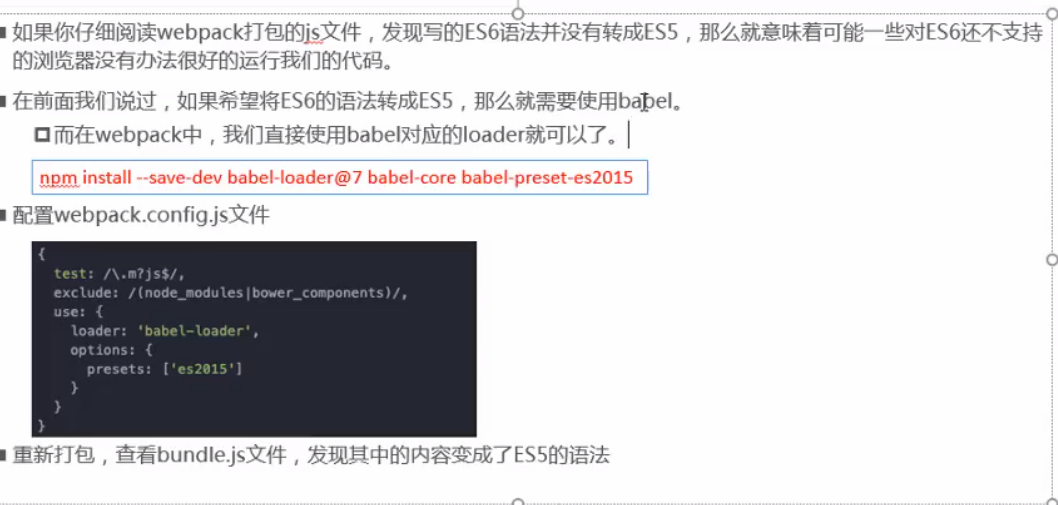 如果你仔细阅读webpack打包的js文件，发现写的ES6语法并没有转成ES5，那么就意味着可能一些对ES6还不支持
的浏览器没有办法很好的运行我们的代码。
在前面我们说过，如果希望将ES6的语法转成ES5，那么就需要使用babel。
而在webpack中，我们直接使用babel对应的loader就可以了。
npm install --save-dev babel-loader@7 babel-core babel-preset-es2015
配置webpack.config.js文件
{
  test: /\.m?js$/,
  exclude: /(node_modules|bower_components)/,
  use: {
    loader: 'babel-loader',
    options: {
      presets: ['es2015']
    }
  }
}
重新打包，查看bundle.js文件，发现其中的内容变成了ES5的语法